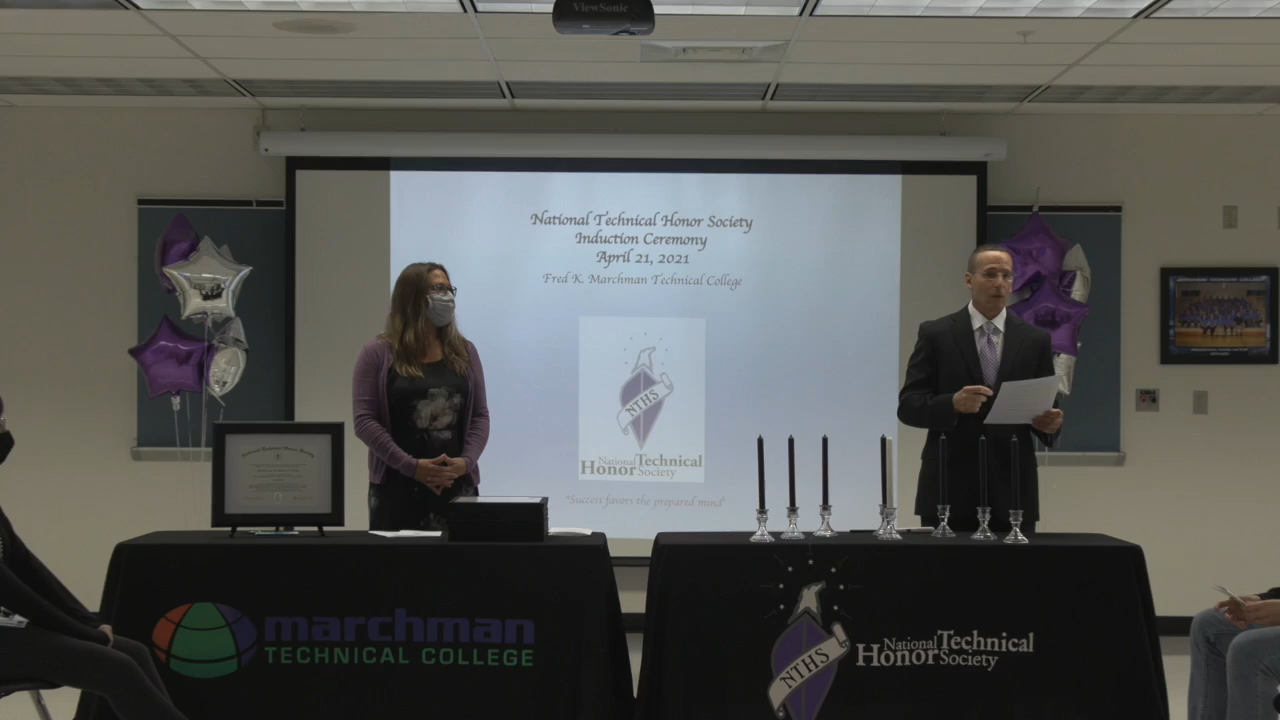 ViewSonic
National Technical Honor Society
Induction Ceremony
April 21, 2021
Fred K. Marchman Technical College
NTHS
National Technical
Honor Society
"Success favors the prepared mind"
marchman
TECHNICAL COLLEGE
NTHS
National Technical
Honor Society